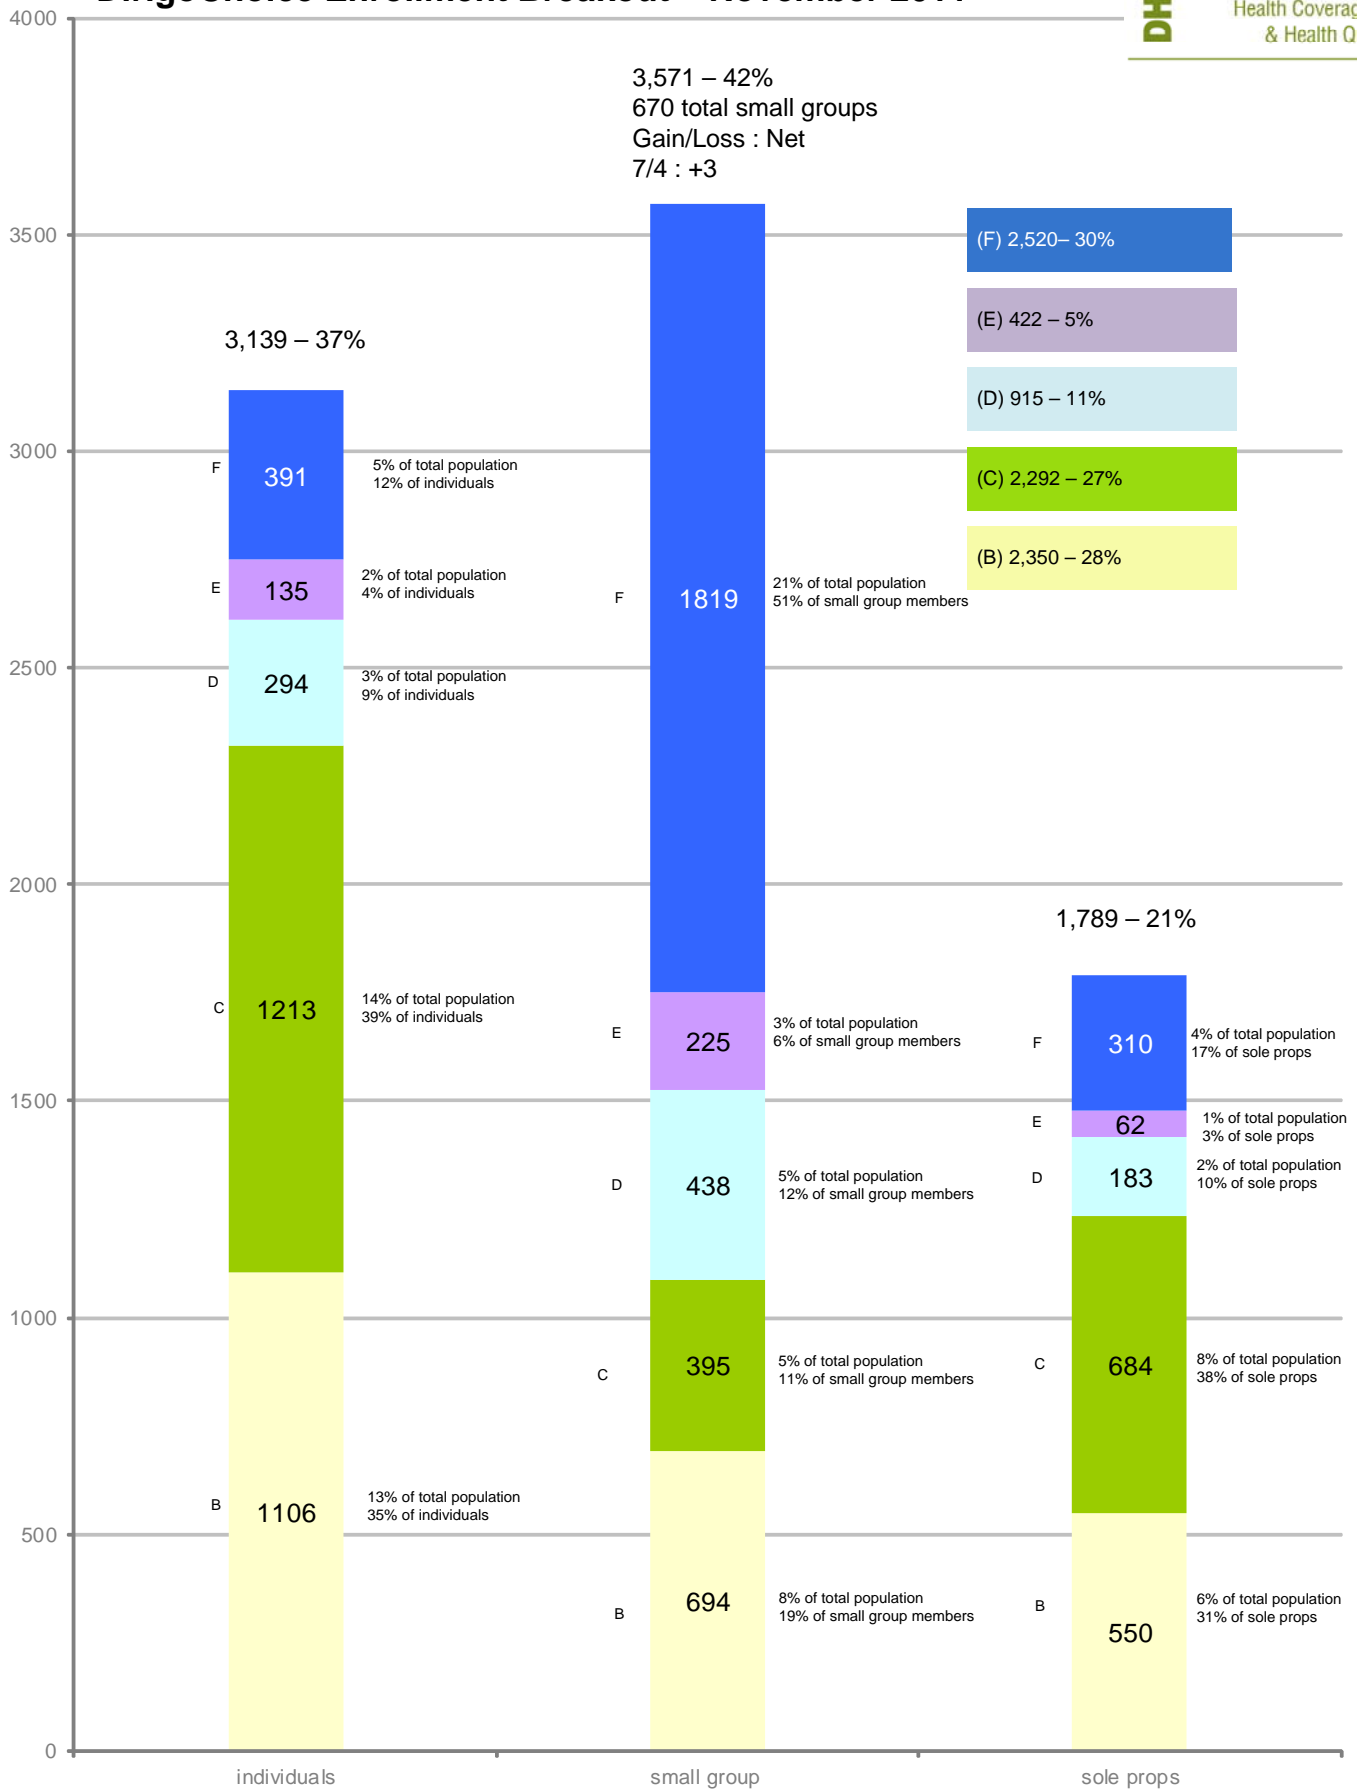 DirigoChoice Enrollment Breakout – November 2011
DH
Health Coverag
& Health Q
4000
3500
3000
2500
2000
1500
1000
500
0
3,139 – 37%
F
391
5% of total population
12% of individuals
E
135
2% of total population
4% of individuals
D
294
3% of total population
9% of individuals
C
1213
14% of total population
39% of individuals
B
1106
13% of total population
35% of individuals
individuals
3,571 – 42%
670 total small groups
Gain/Loss : Net
7/4 : +3
F
1819
21% of total population
51% of small group members
E
225
3% of total population
6% of small group members
D
438
5% of total population
12% of small group members
C
395
5% of total population
11% of small group members
B
694
8% of total population
19% of small group members
small group
(F) 2,520– 30%
(E) 422 – 5%
(D) 915 – 11%
(C) 2,292 – 27%
(B) 2,350 – 28%
1,789 – 21%
F
310
4% of total population
17% of sole props
E
62
1% of total population
3% of sole props
D
183
2% of total population
10% of sole props
C
684
8% of total population
38% of sole props
B
550
6% of total population
31% of sole props
sole props